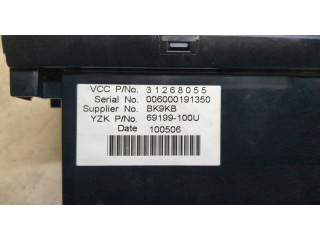 VCC P/No. 31268055
Serial No. 006000191350
Supplier No. BK9KB
YZK P/No. 69199-100U
Date 100506